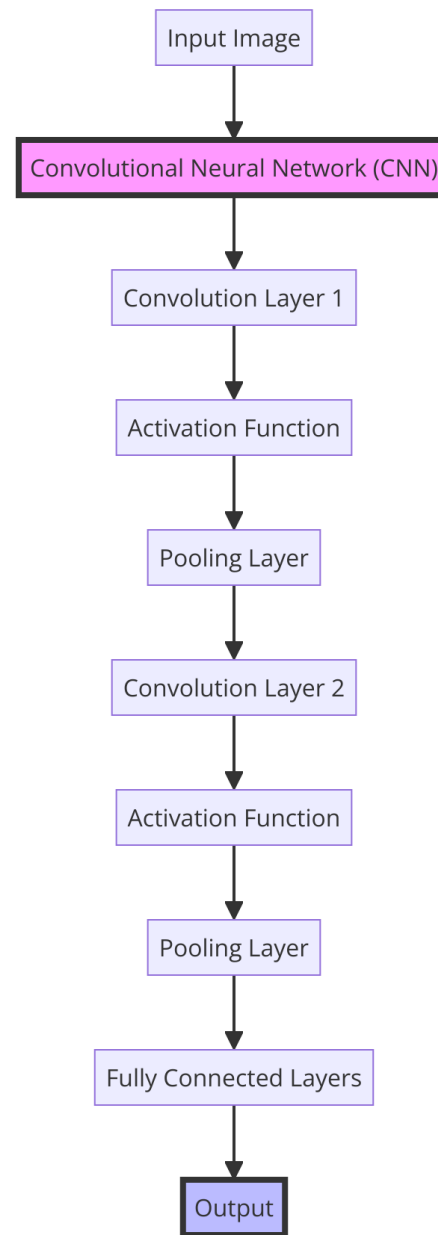 Input Image
Convolutional Neural Network (CNN)
Convolution Layer 1
Activation Function
Pooling Layer
Convolution Layer 2
Activation Function
Pooling Layer
Fully Connected Layers
Output